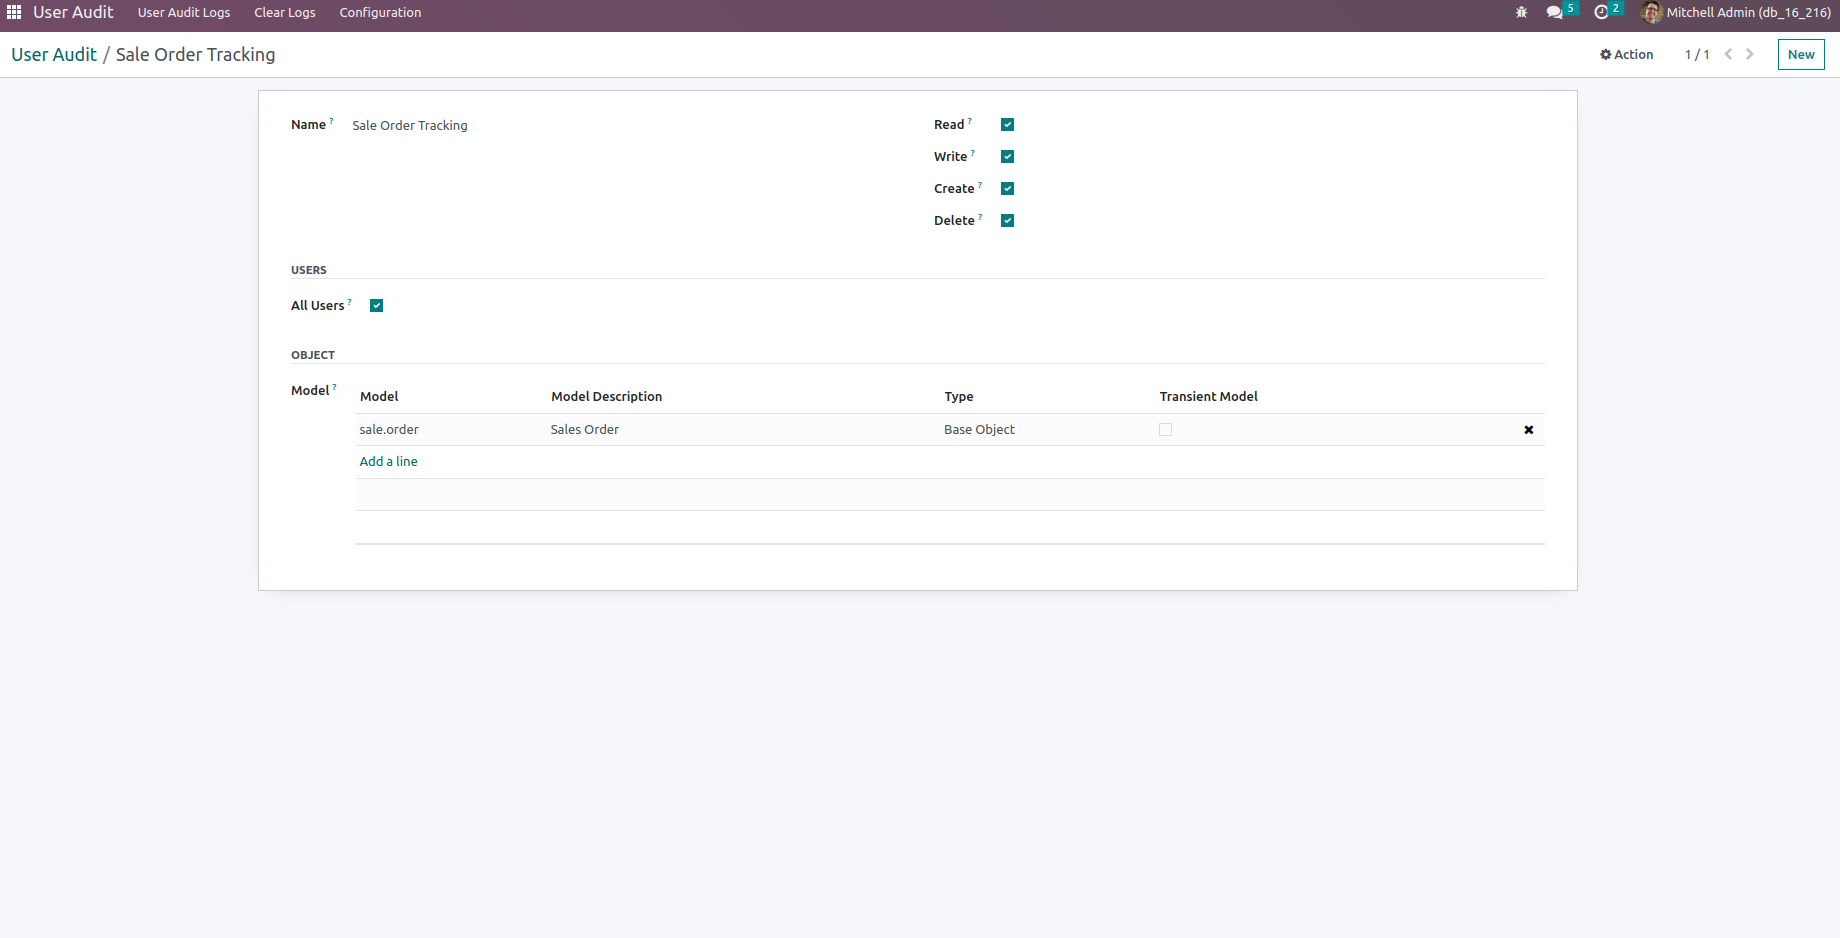 User Audit User Audit Logs Clear Logs Configuration 5 2 Mitchell Admin (db_16_216)
User Audit / Sale Order Tracking Action 1 / 1 New
Name ? Sale Order Tracking Read ?
Write ?
Create ?
Delete ?
USERS
All Users ?
OBJECT
Model ? Model Model Description Type Transient Model
sale.order Sales Order Base Object
Add a line